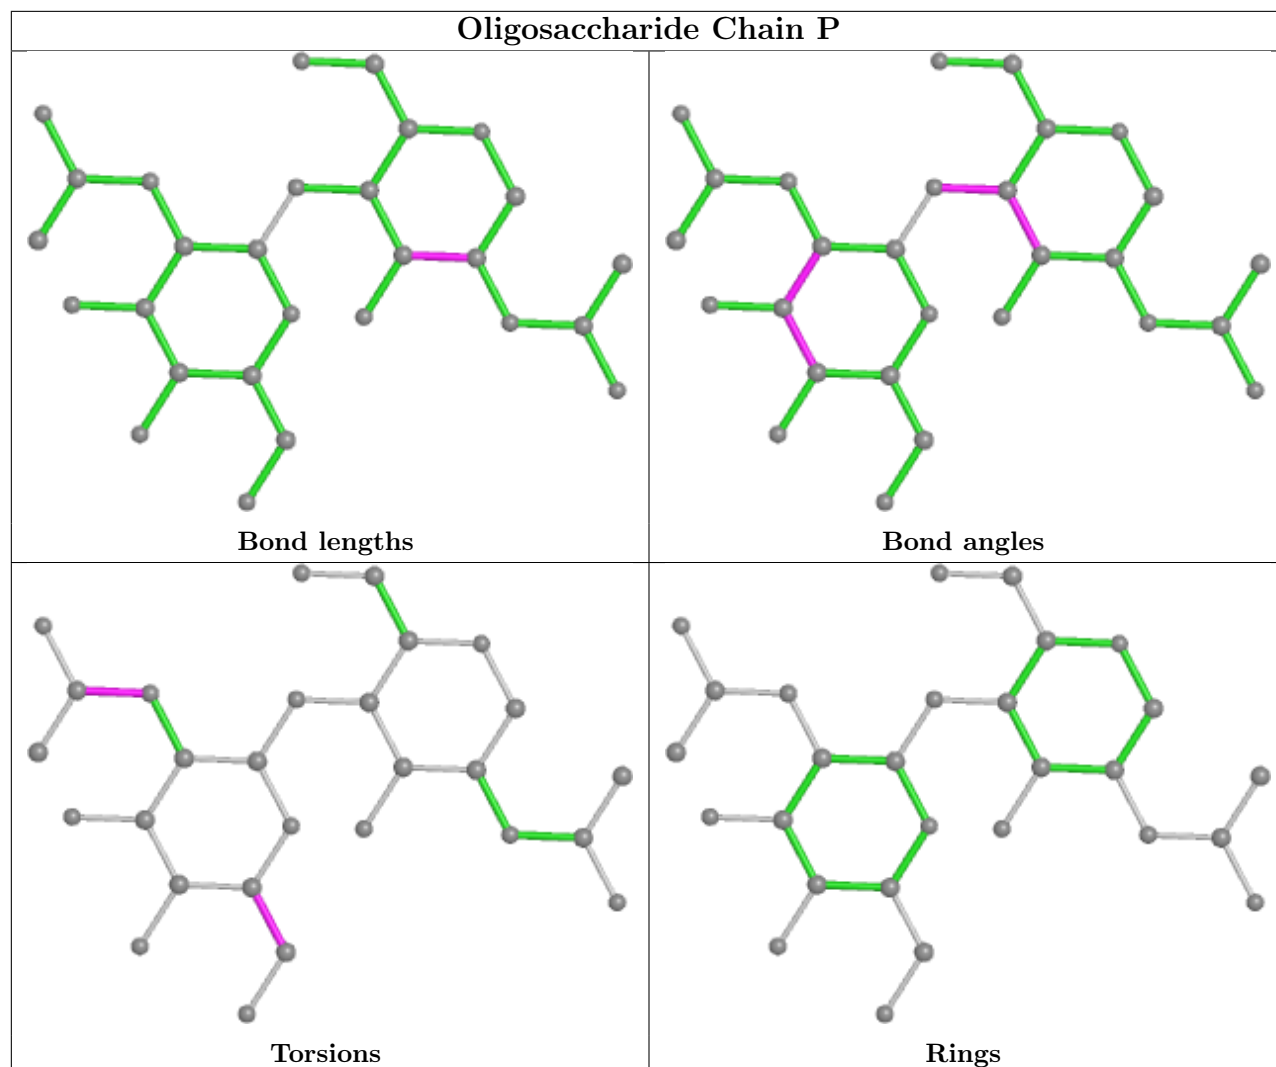 Oligosaccharide Chain P
Bond lengths
Bond angles
Torsions
Rings